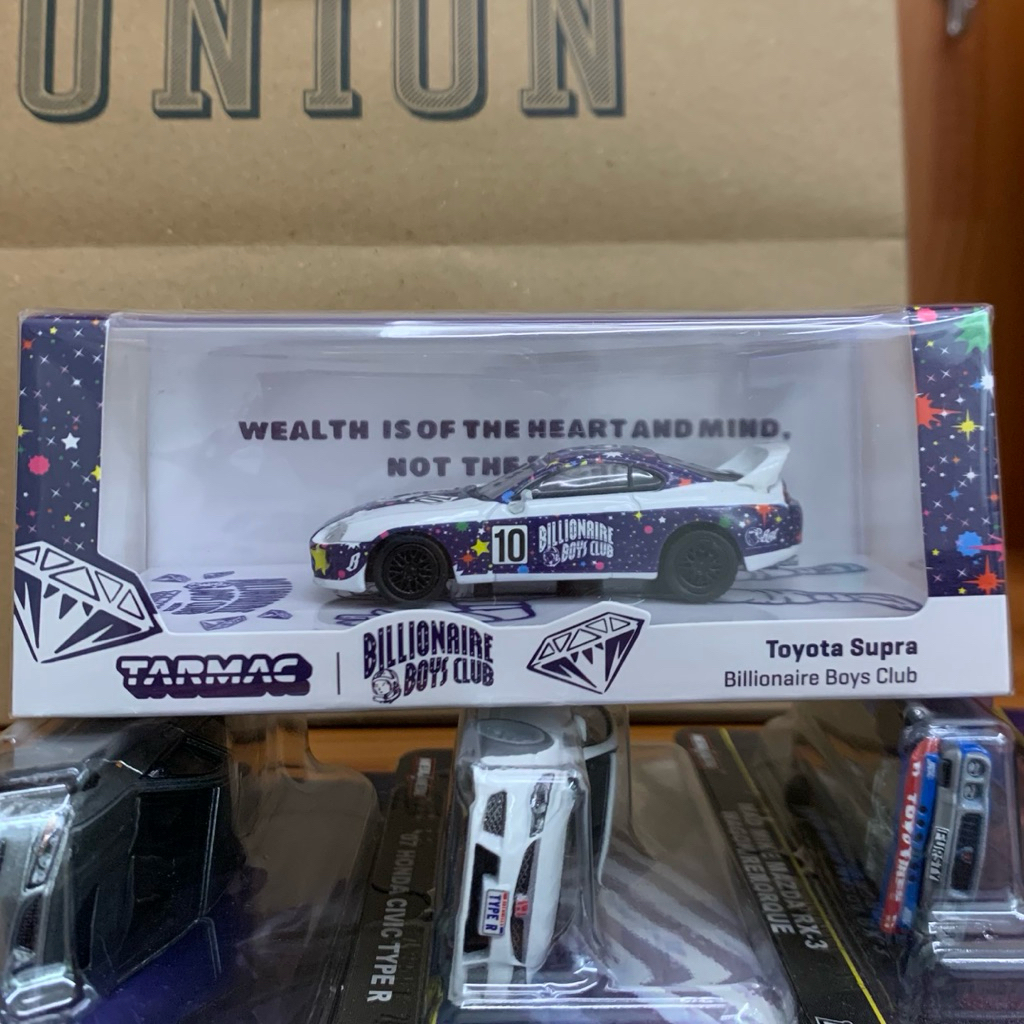 UNION
WEALTH IS OF THE HEART AND MIND,
NOT THE
10
BILLIONAIRE
BOYS CLUB
TARMAC
BILLIONAIRE
BOYS CLUB
Toyota Supra
Billionaire Boys Club
'07 HONDA CIVIC TYPE R
TYPE R
MAZDA RX-3